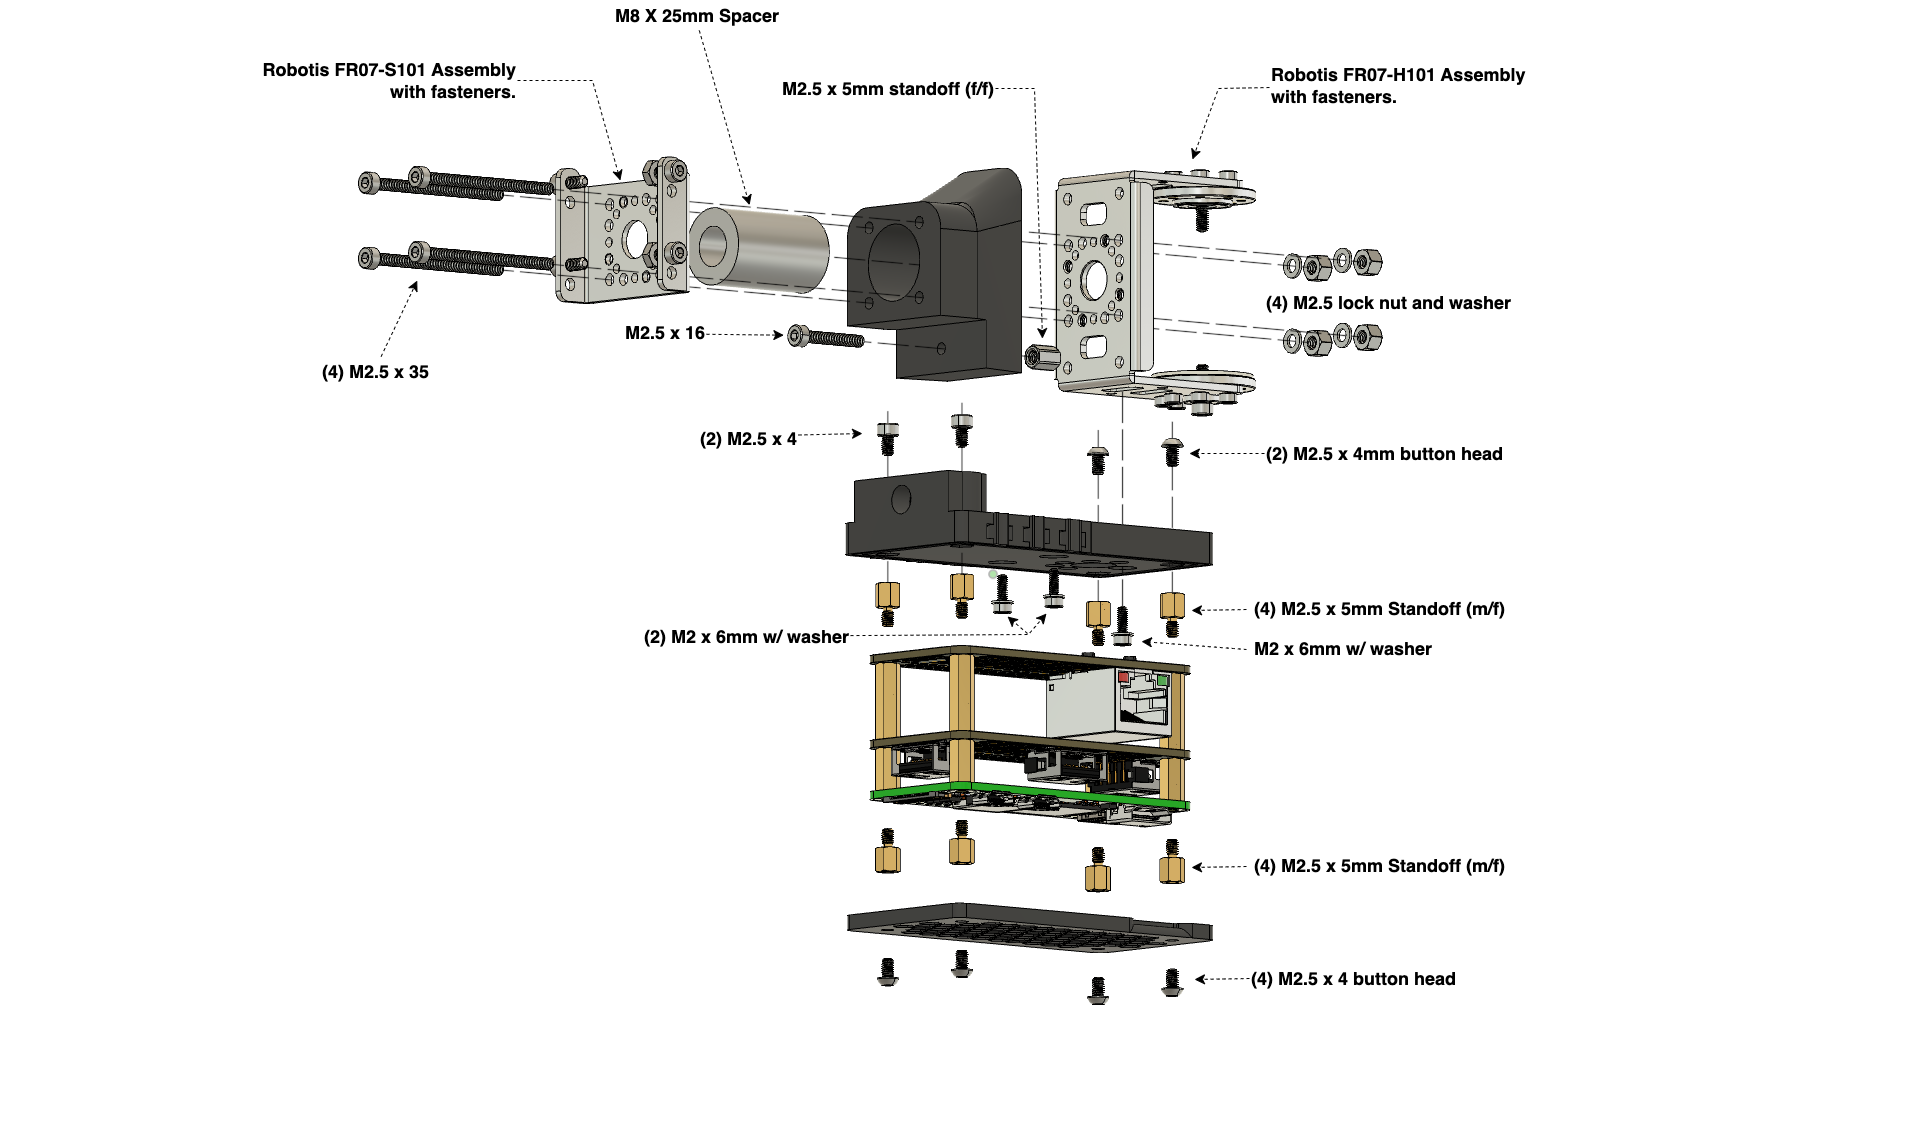 M8 X 25mm Spacer
Robotis FR07-S101 Assembly
with fasteners.
M2.5 x 5mm standoff (f/f)
Robotis FR07-H101 Assembly
with fasteners.
(4) M2.5 lock nut and washer
M2.5 x 16
(4) M2.5 x 35
(2) M2.5 x 4
(2) M2.5 x 4mm button head
(4) M2.5 x 5mm Standoff (m/f)
(2) M2 x 6mm w/ washer
M2 x 6mm w/ washer
(4) M2.5 x 5mm Standoff (m/f)
(4) M2.5 x 4 button head